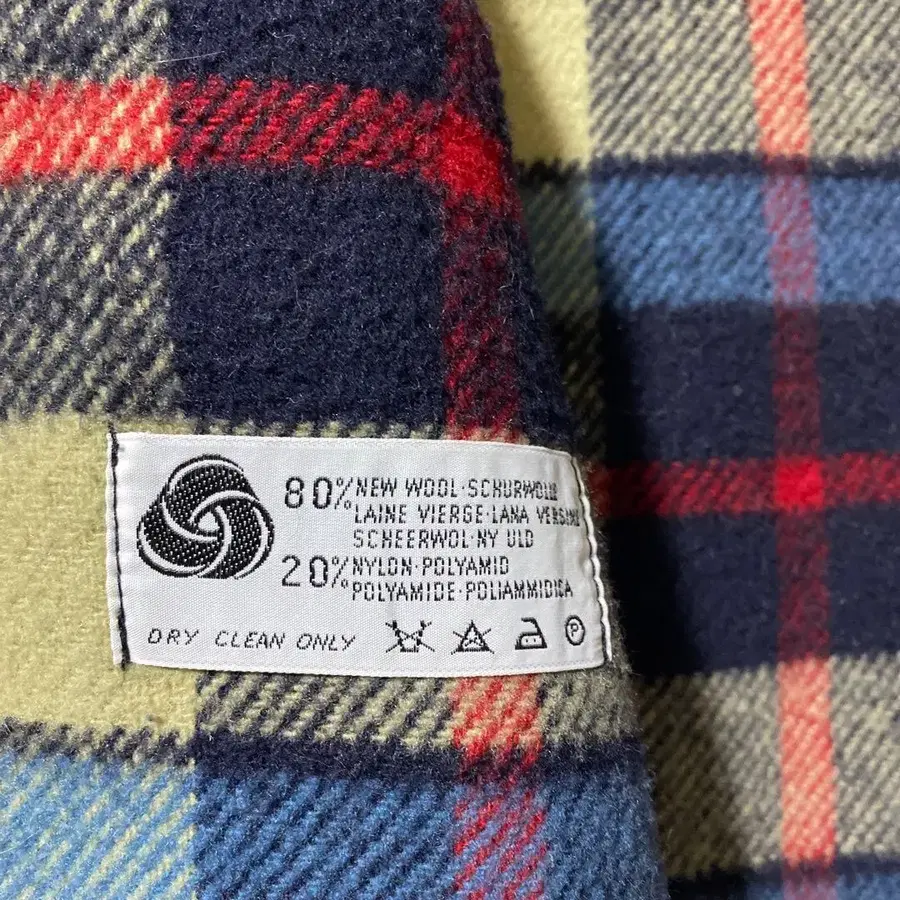 80% NEW WOOL·SCHURWOLLE
LAINE VIERGE·LANA VERGINE
SCHEERWOL·NY ULD
20% NYLON·POLYAMID
POLYAMIDE·POLIAMMIDICA
DRY CLEAN ONLY
P